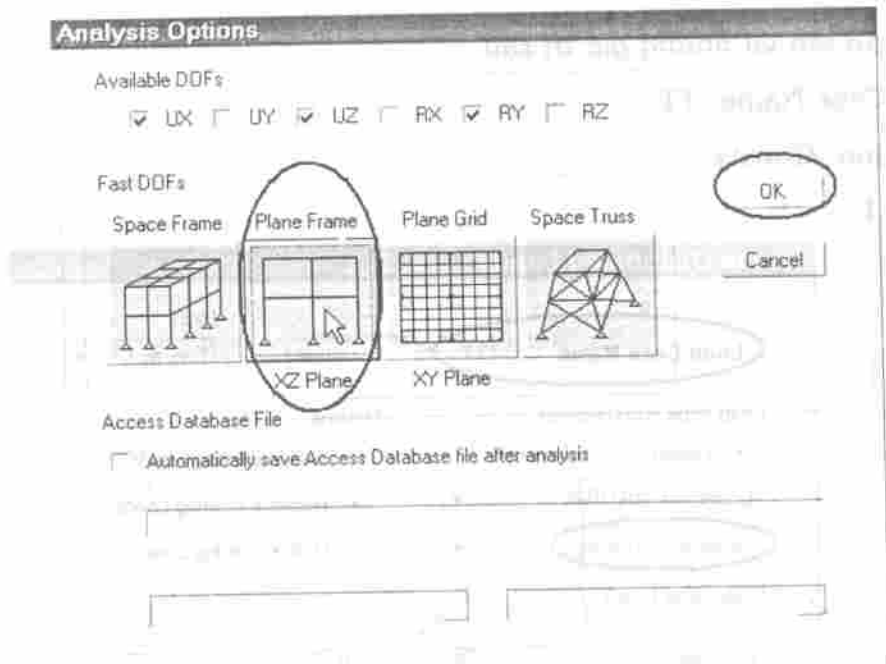 Analysis Options
Available DOFs
UX UY UZ RX RY RZ
Fast DOFs
Space Frame Plane Frame Plane Grid Space Truss
OK
Cancel
XZ Plane XY Plane
Access Database File
Automatically save Access Database file after analysis